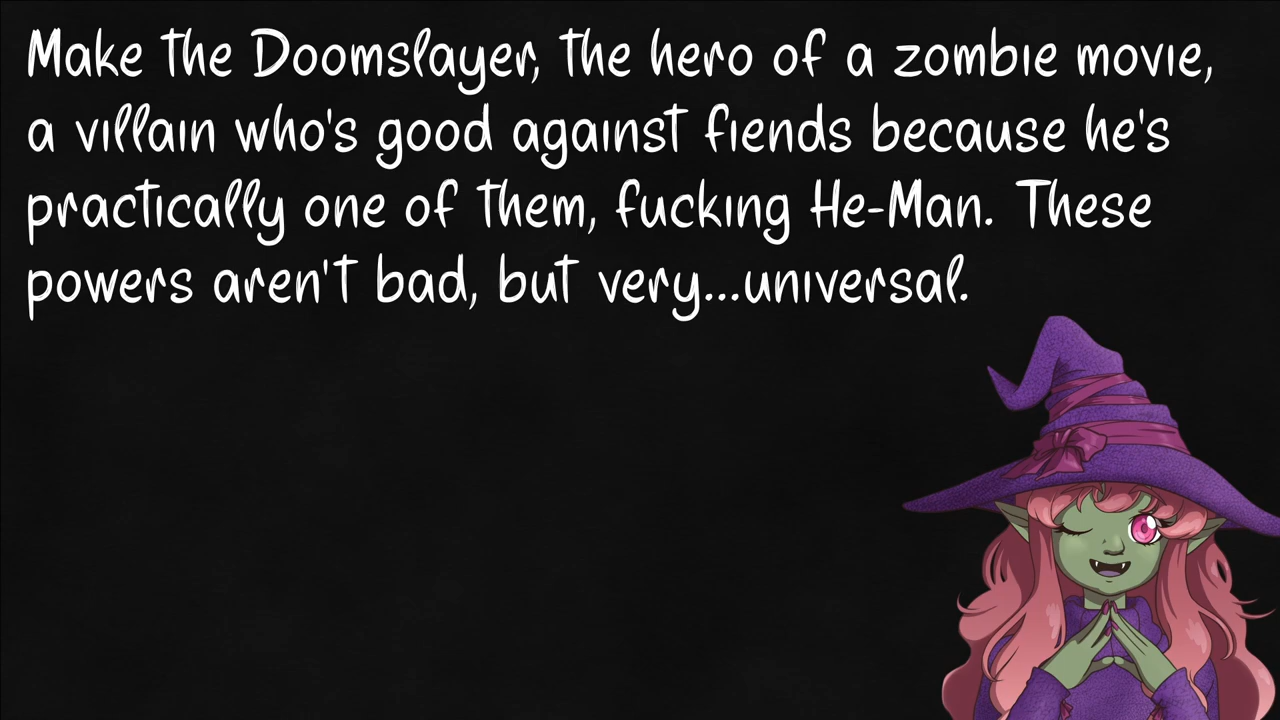 Make the Doomslayer, the hero of a zombie movie,
a villain who's good against fiends because he's
practically one of them, fucking He-Man. These
powers aren't bad, but very...universal.